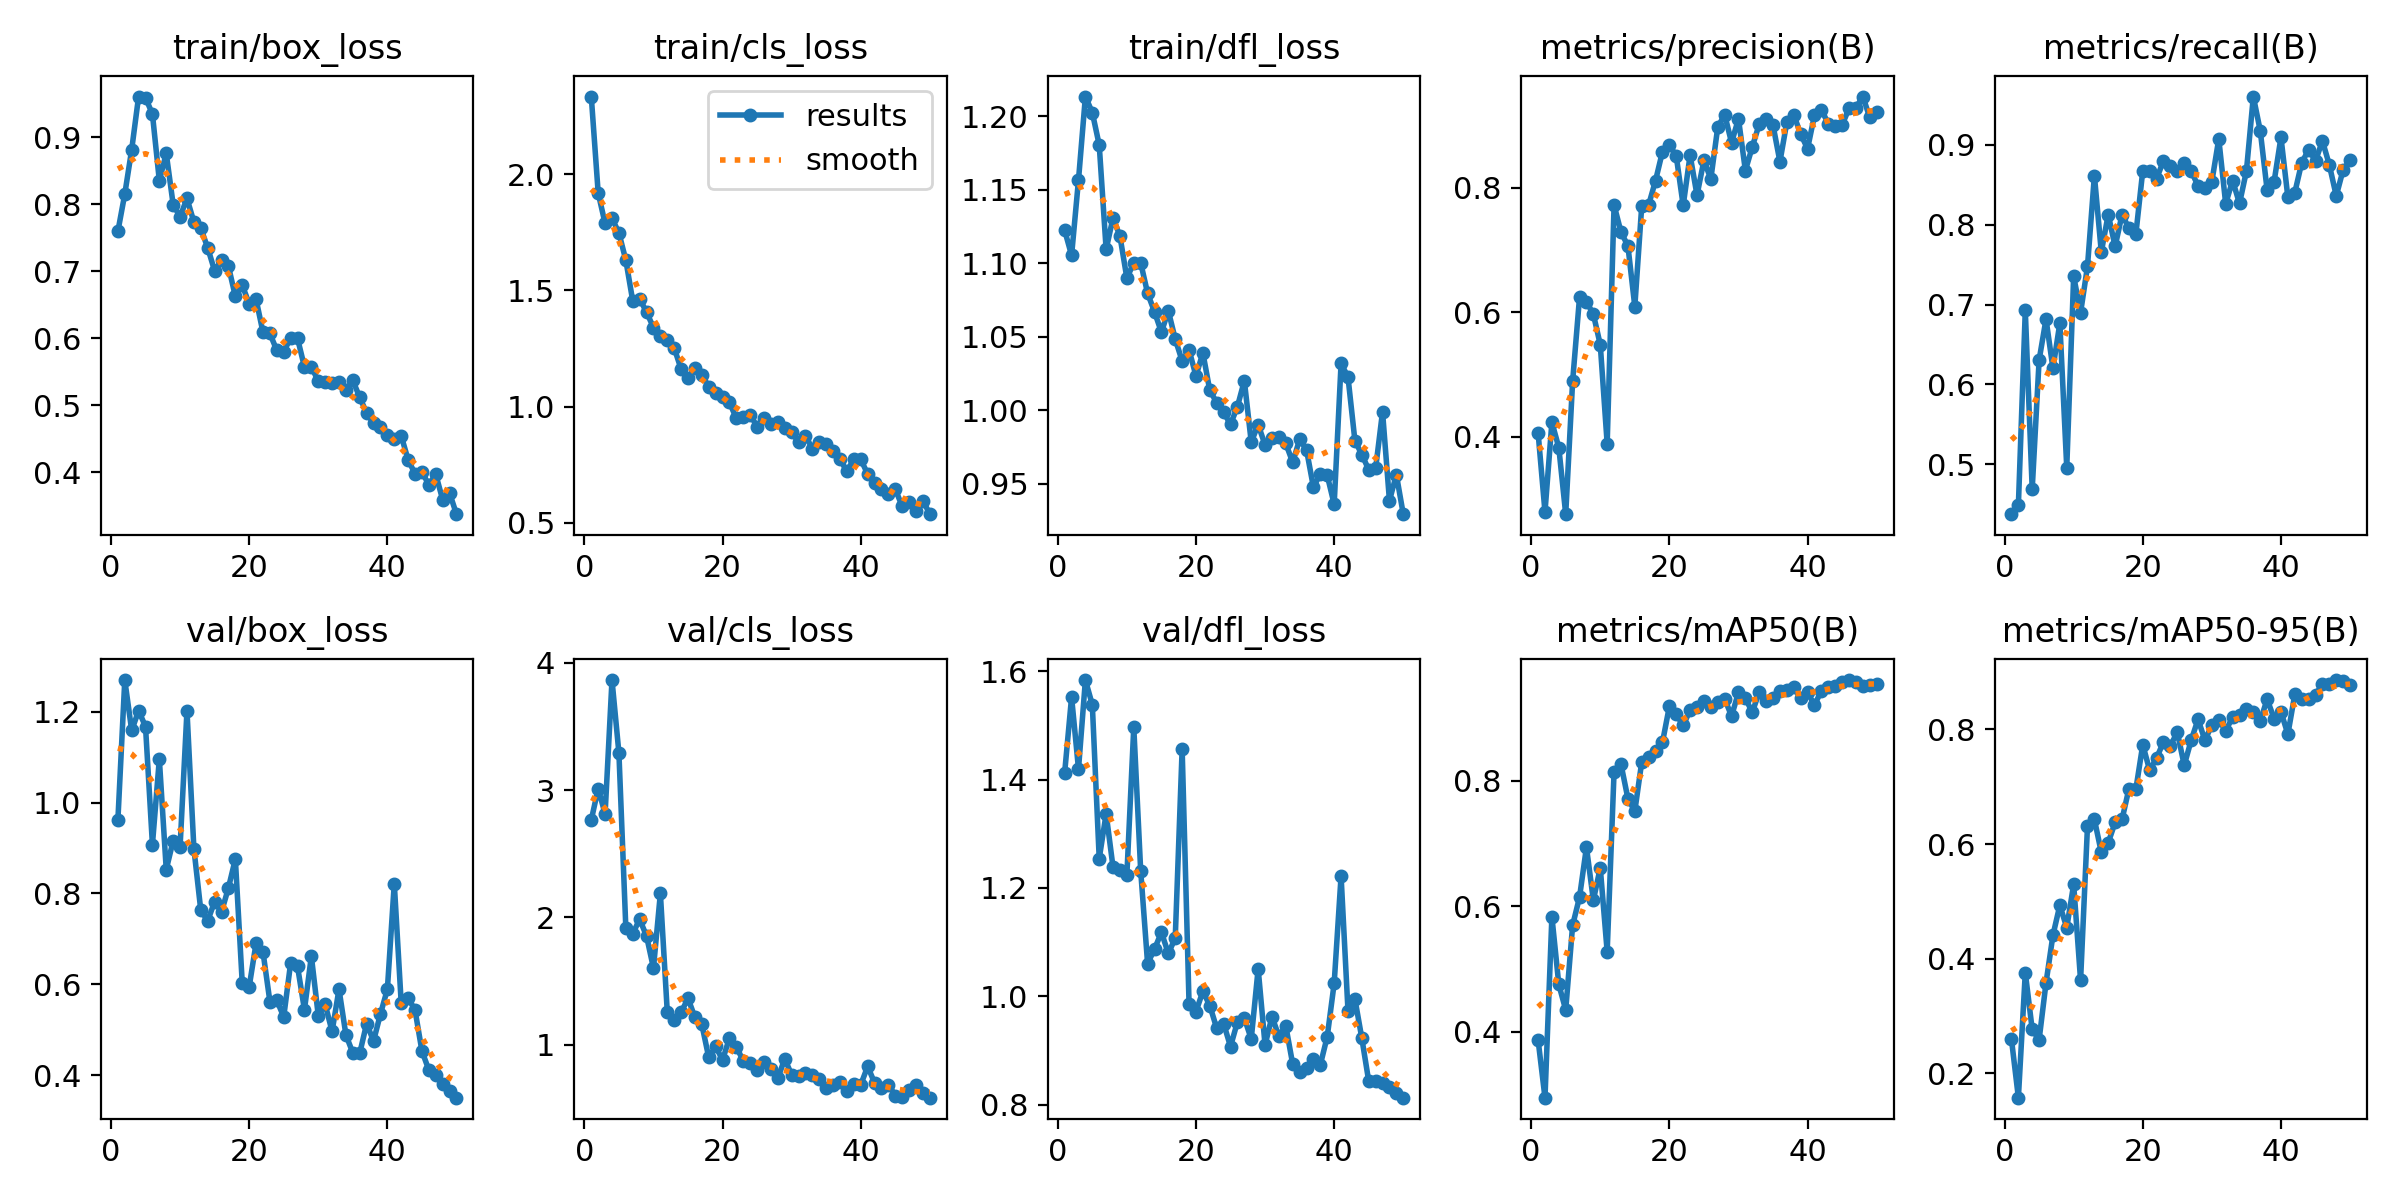 train/box_loss
0.9
0.8
0.7
0.6
0.5
0.4
0 20 40
train/cls_loss
results
smooth
2.0
1.5
1.0
0.5
0 20 40
train/dfl_loss
1.20
1.15
1.10
1.05
1.00
0.95
0 20 40
metrics/precision(B)
0.8
0.6
0.4
0 20 40
metrics/recall(B)
0.9
0.8
0.7
0.6
0.5
0 20 40
val/box_loss
1.2
1.0
0.8
0.6
0.4
0 20 40
val/cls_loss
4
3
2
1
0 20 40
val/dfl_loss
1.6
1.4
1.2
1.0
0.8
0 20 40
metrics/mAP50(B)
0.8
0.6
0.4
0 20 40
metrics/mAP50-95(B)
0.8
0.6
0.4
0.2
0 20 40